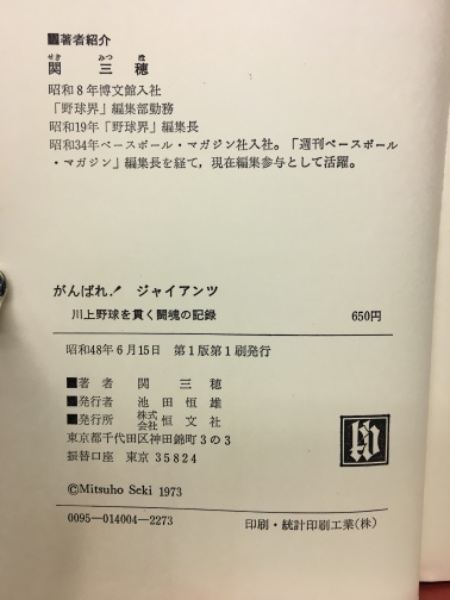 ■著者紹介
せき みつ ほ
関 三 穂
昭和8年博文館入社
「野球界」編集部勤務
昭和19年「野球界」編集長
昭和34年ベースボール・マガジン社入社。「週刊ベースボール
・マガジン」編集長を経て，現在編集参与として活躍。
がんばれ！ ジャイアンツ
川上野球を貫く闘魂の記録 650円
昭和48年6月15日 第1版第1刷発行
■著者 関 三 穂
■発行者 池 田 恒 雄
■発行所 株式会社 恒 文 社
東京都千代田区神田錦町3の3
振替口座 東京 35824
©Mitsuho Seki 1973
0095—014004—2273 印刷・統計印刷工業(株)